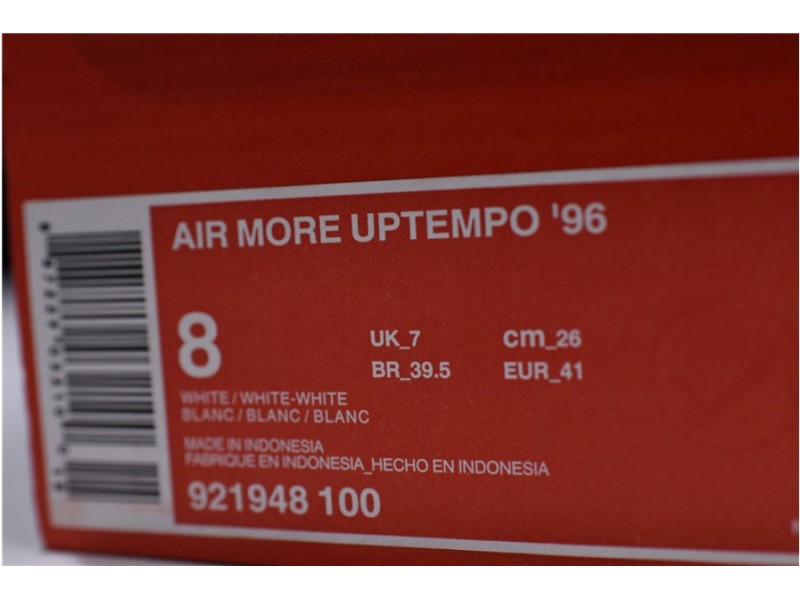 AIR MORE UPTEMPO '96
8
UK_7 cm_26
BR_39.5 EUR_41
WHITE / WHITE-WHITE
BLANC / BLANC / BLANC
MADE IN INDONESIA
FABRIQUE EN INDONESIA_HECHO EN INDONESIA
921948 100